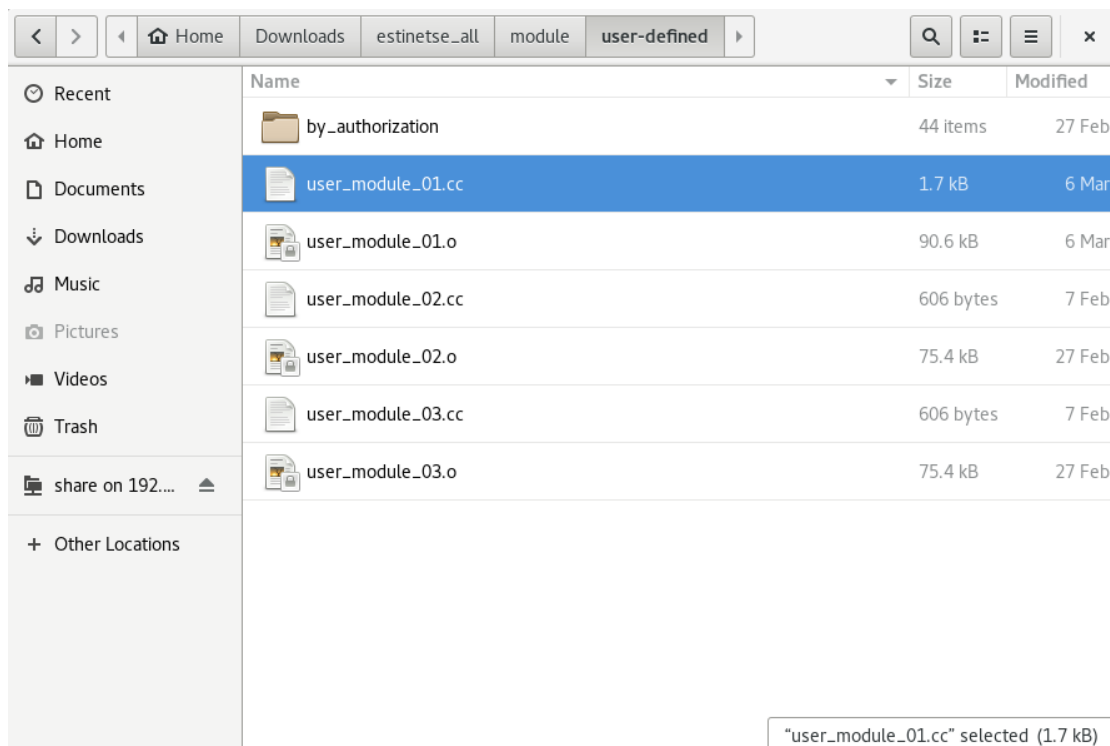 Home Downloads estinetse_all module user-defined
Recent
Home
Documents
Downloads
Music
Pictures
Videos
Trash
share on 192....
Other Locations
Name Size Modified
by_authorization 44 items 27 Feb
user_module_01.cc 1.7 kB 6 Mar
user_module_01.o 90.6 kB 6 Mar
user_module_02.cc 606 bytes 7 Feb
user_module_02.o 75.4 kB 27 Feb
user_module_03.cc 606 bytes 7 Feb
user_module_03.o 75.4 kB 27 Feb
“user_module_01.cc” selected (1.7 kB)